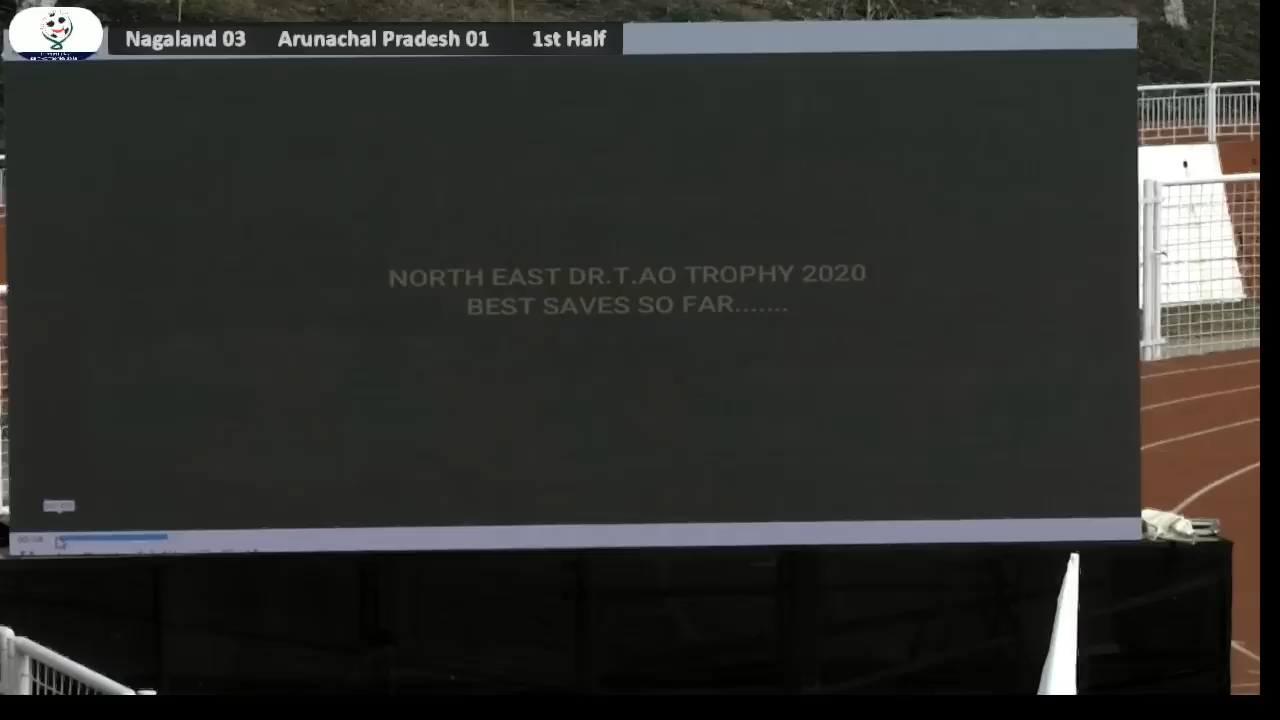 Nagaland 03 Arunachal Pradesh 01 1st Half
NORTH EAST DR.T.AO TROPHY 2020
BEST SAVES SO FAR.......